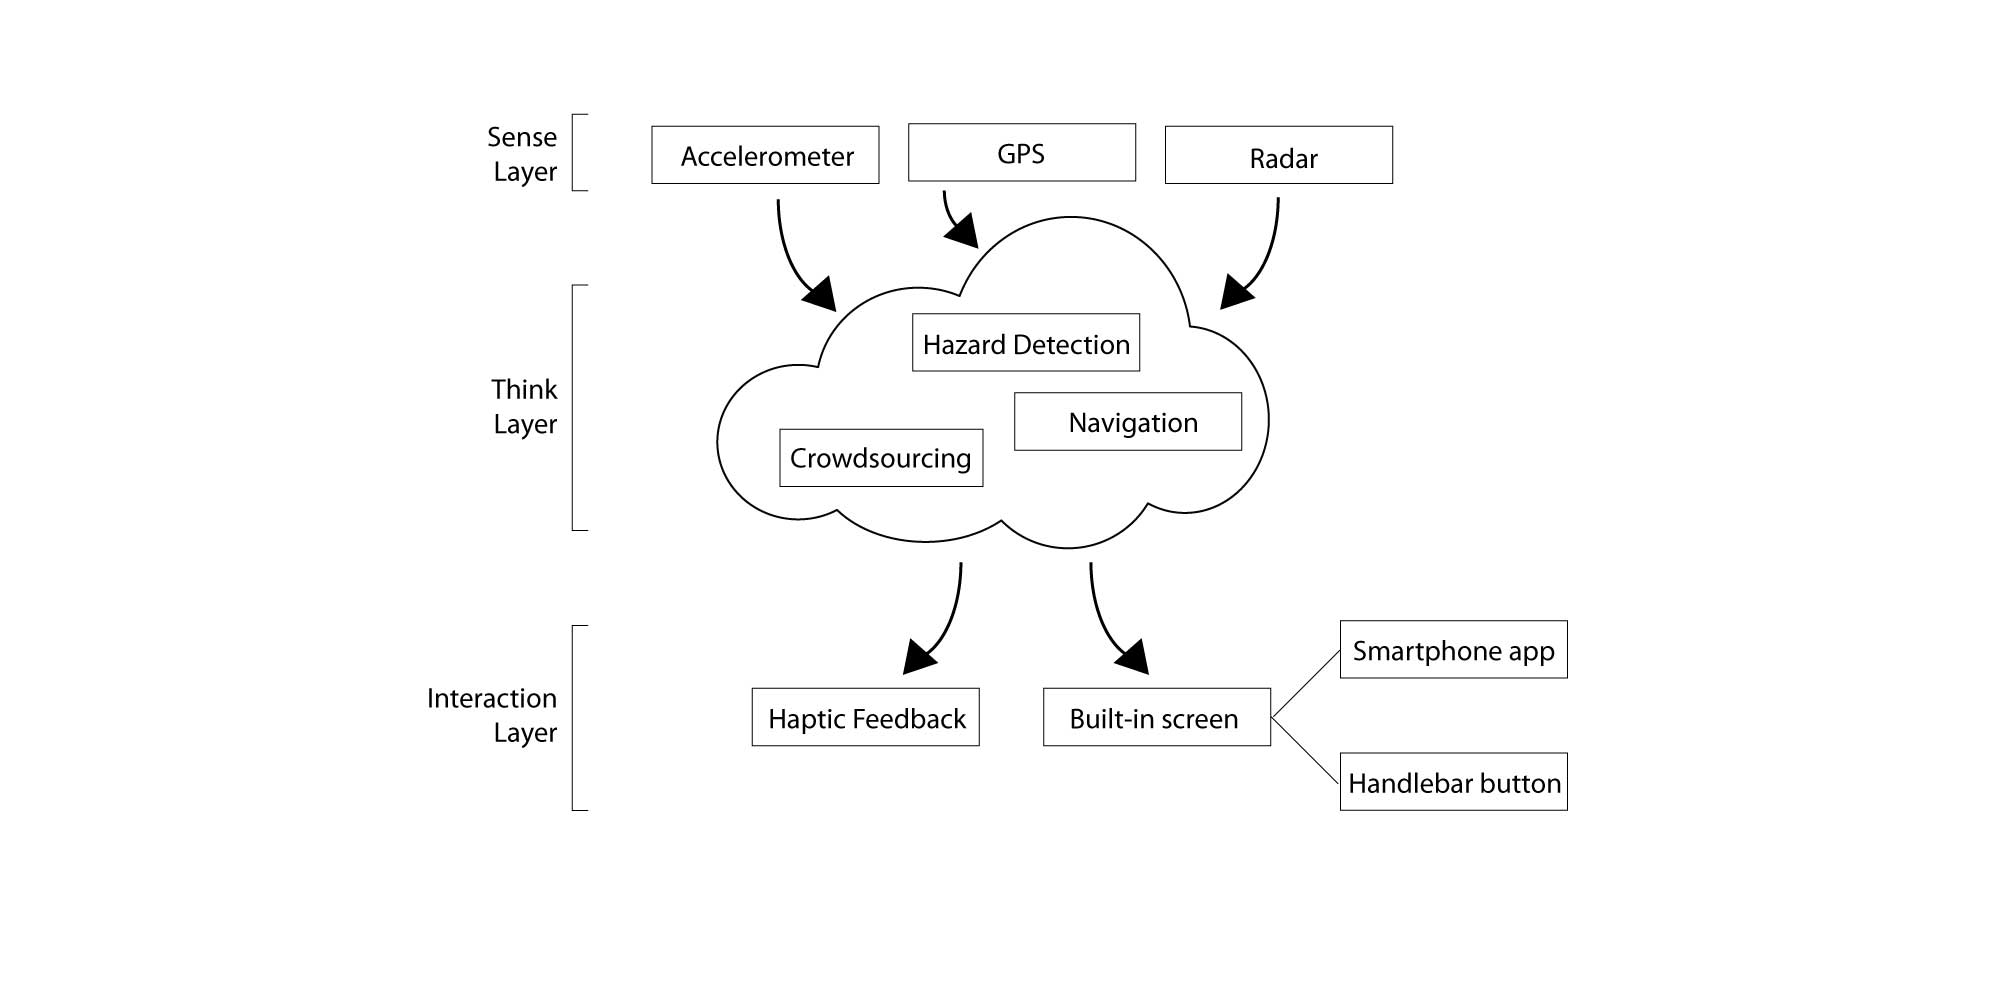 Sense
Layer
Accelerometer
GPS
Radar
Think
Layer
Hazard Detection
Navigation
Crowdsourcing
Interaction
Layer
Haptic Feedback
Built-in screen
Smartphone app
Handlebar button